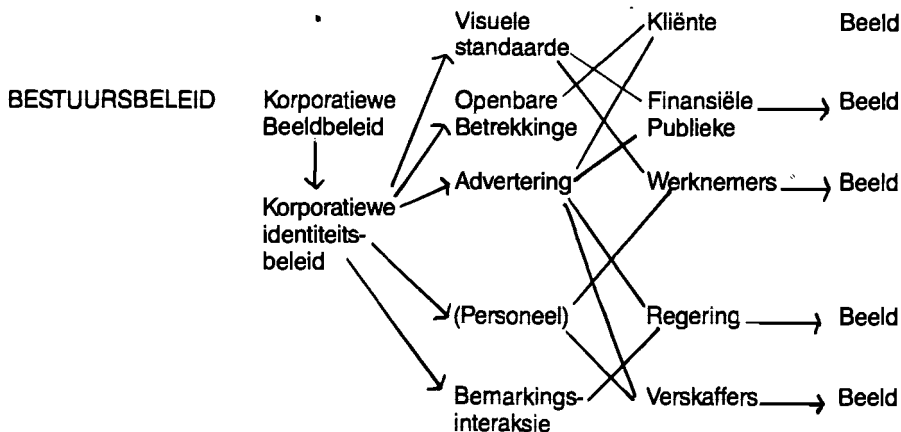 Visuele
standaarde
Kliënte
Beeld
BESTUURSBELEID
Korporatiewe
Beeldbeleid
Openbare
Betrekkinge
Finansiële
Publieke
Beeld
Korporatiewe
identiteits-
beleid
Advertering
Werknemers
Beeld
(Personeel)
Regering
Beeld
Bemarkings-
interaksie
Verskaffers
Beeld